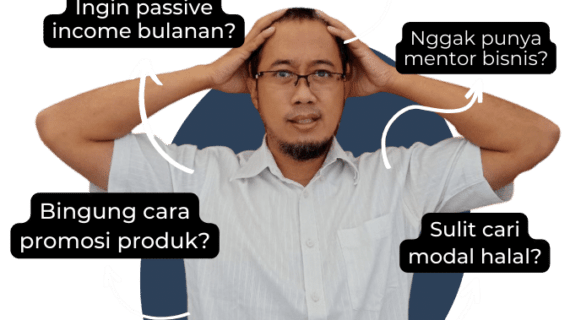 Ingin passive
income bulanan?
Nggak punya
mentor bisnis?
Bingung cara
promosi produk?
Sulit cari
modal halal?